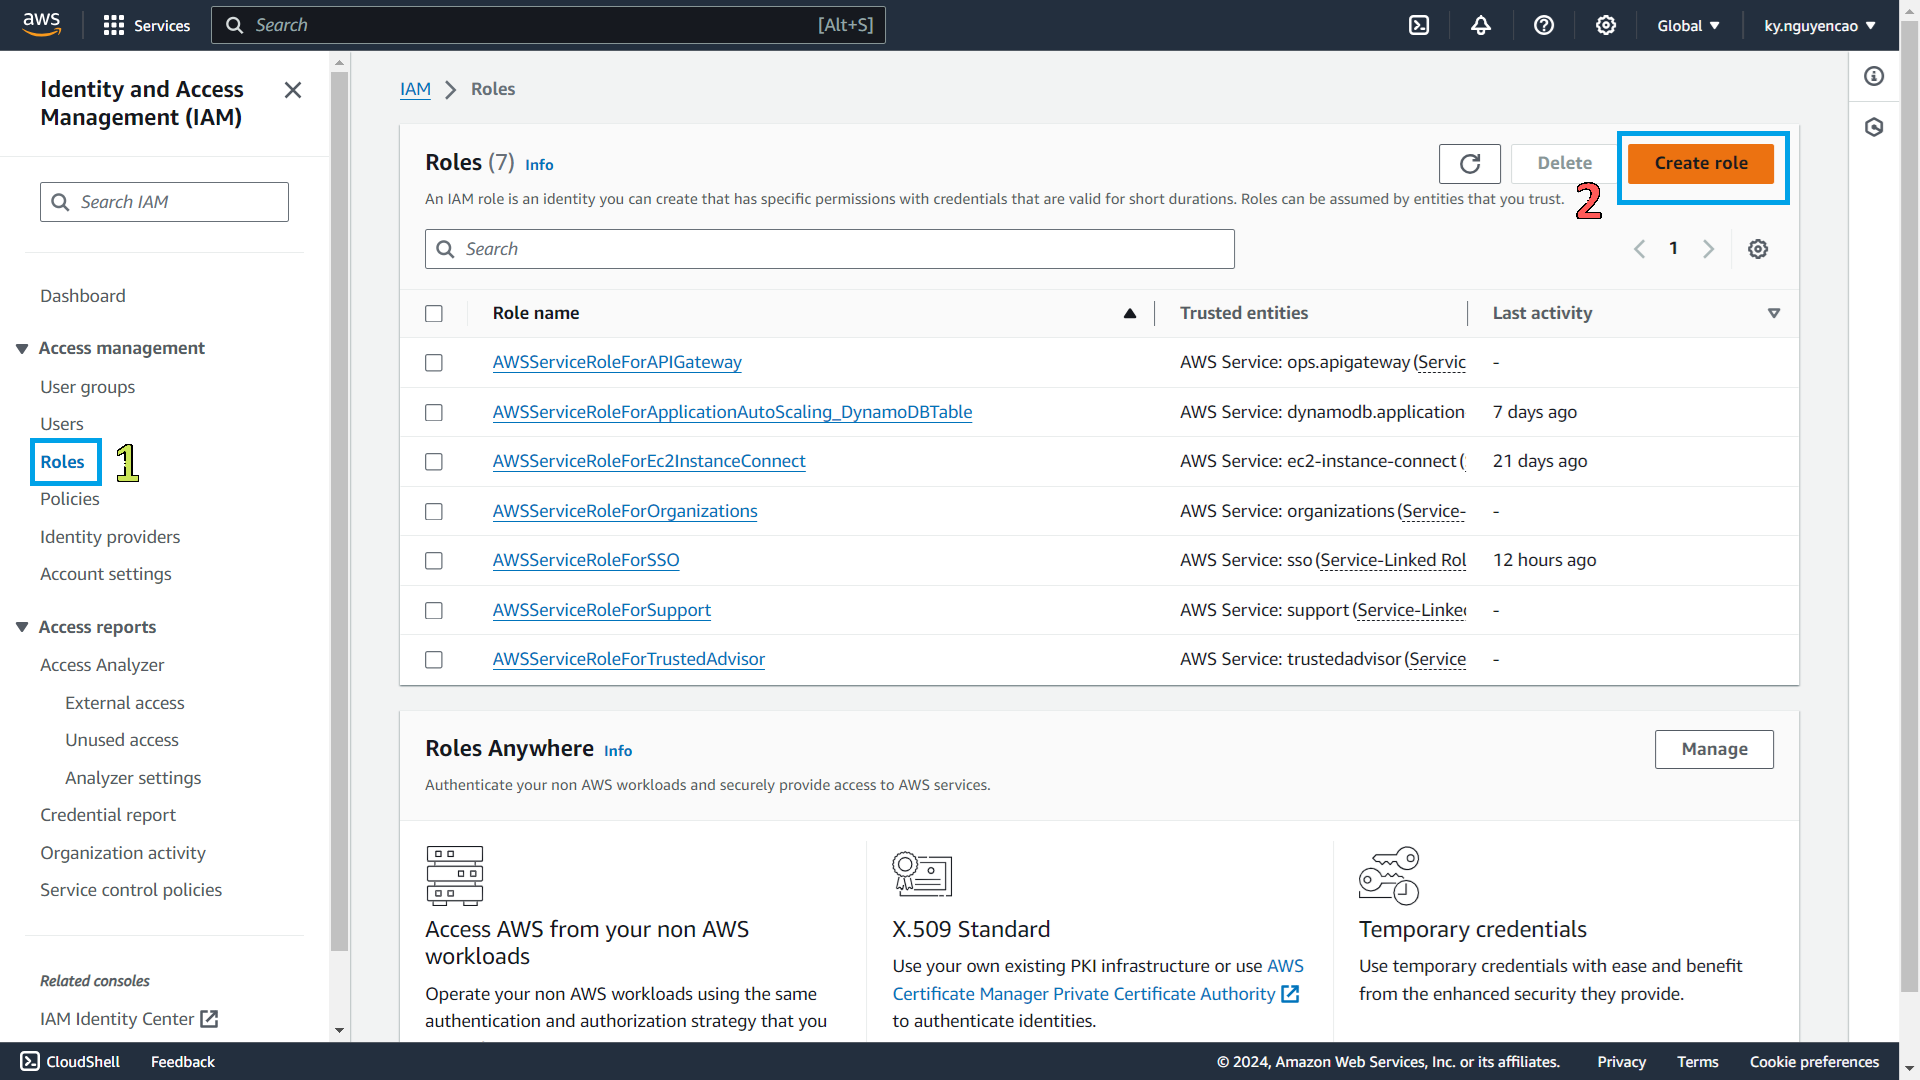 aws
Services
Search
[Alt+S]
Global
ky.nguyencao
Identity and Access
Management (IAM)
Search IAM
Dashboard
Access management
User groups
Users
Roles
1
Policies
Identity providers
Account settings
Access reports
Access Analyzer
External access
Unused access
Analyzer settings
Credential report
Organization activity
Service control policies
Related consoles
IAM Identity Center
IAM > Roles
Roles (7) Info
Delete
Create role
2
An IAM role is an identity you can create that has specific permissions with credentials that are valid for short durations. Roles can be assumed by entities that you trust.
Search
1
Role name Trusted entities Last activity
AWSServiceRoleForAPIGateway AWS Service: ops.apigateway (Servic -
AWSServiceRoleForApplicationAutoScaling_DynamoDBTable AWS Service: dynamodb.application 7 days ago
AWSServiceRoleForEc2InstanceConnect AWS Service: ec2-instance-connect ( 21 days ago
AWSServiceRoleForOrganizations AWS Service: organizations (Service- -
AWSServiceRoleForSSO AWS Service: sso (Service-Linked Rol 12 hours ago
AWSServiceRoleForSupport AWS Service: support (Service-Linke -
AWSServiceRoleForTrustedAdvisor AWS Service: trustedadvisor (Service -
Roles Anywhere Info
Manage
Authenticate your non AWS workloads and securely provide access to AWS services.
Access AWS from your non AWS
workloads
Operate your non AWS workloads using the same
authentication and authorization strategy that you
X.509 Standard
Use your own existing PKI infrastructure or use AWS
Certificate Manager Private Certificate Authority
to authenticate identities.
Temporary credentials
Use temporary credentials with ease and benefit
from the enhanced security they provide.
CloudShell
Feedback
© 2024, Amazon Web Services, Inc. or its affiliates.
Privacy
Terms
Cookie preferences